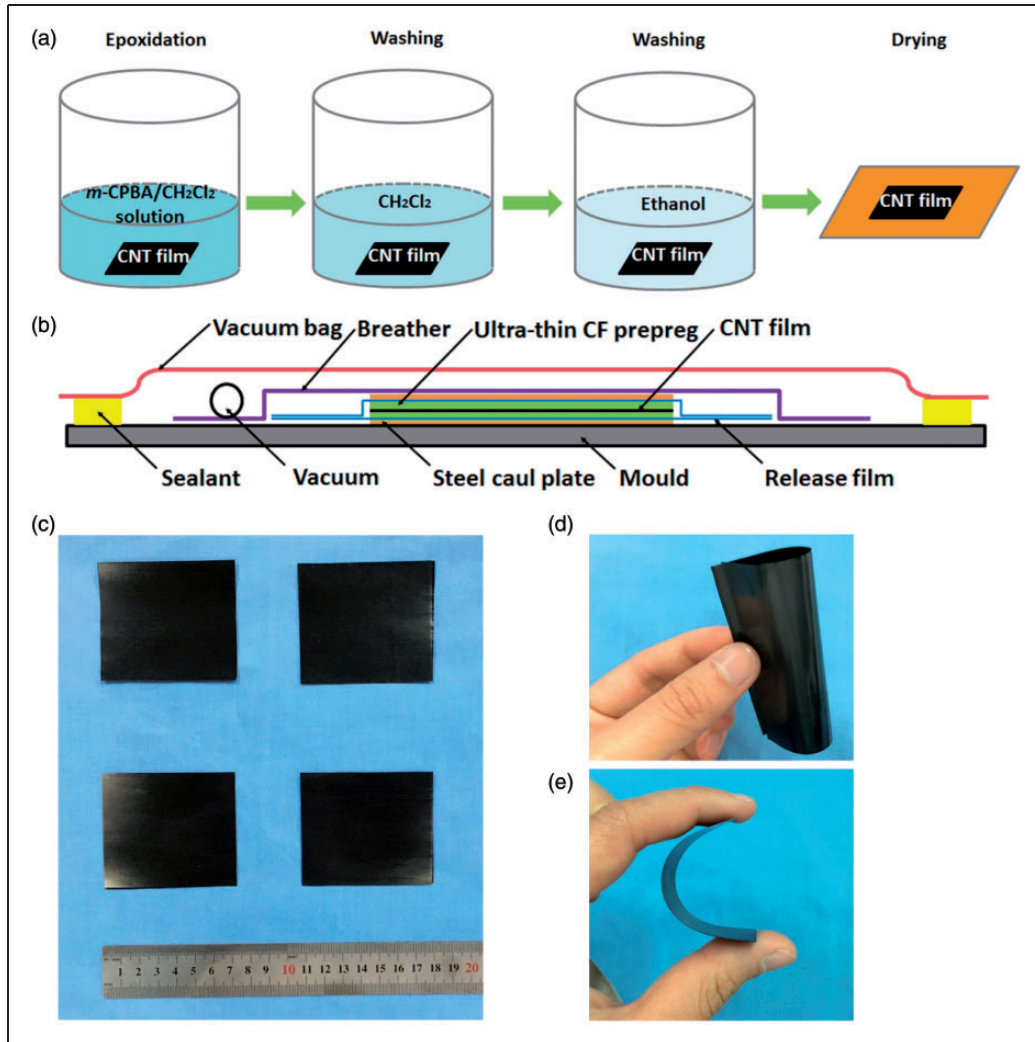 (a)
Epoxidation
Washing
Washing
Drying
m-CPBA/CH2Cl2
solution
CNT film
CH2Cl2
CNT film
Ethanol
CNT film
CNT film
(b)
Vacuum bag
Breather
Ultra-thin CF prepreg
CNT film
Sealant
Vacuum
Steel caul plate
Mould
Release film
(c)
1 2 3 4 5 6 7 8 9 10 11 12 13 14 15 16 17 18 19 20
(d)
(e)